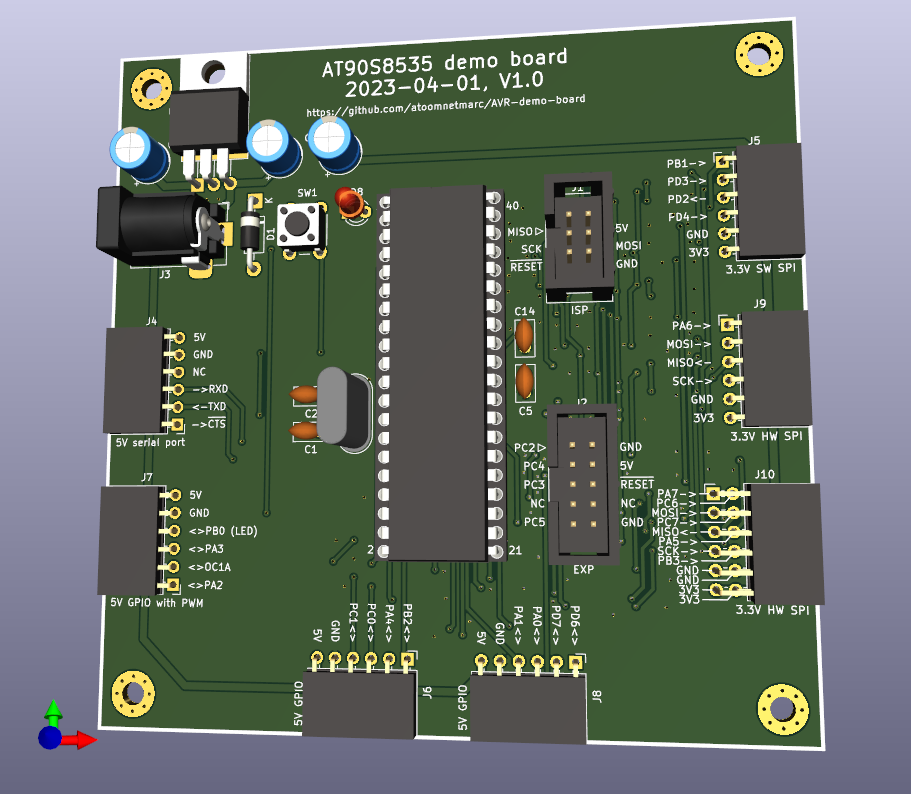 AT90S8535 demo board
2023-04-01, V1.0
https://github.com/atoomnetmarc/AVR-demo-board
J5
PB1->
PD3->
PD2<-
FD4->
GND
3V3
3.3V SW SPI
SW1
K
D1
J3
40
J1
MISO
SCK
RESET
5V
MOSI
GND
ISP
J4
5V
GND
NC
->RXD
<-TXD
->CTS
5V serial port
C14
C5
C2
C1
J9
PA6->
MOSI->
MISO<-
SCK->
GND
3V3
3.3V HW SPI
J2
PC2
PC4
PC3
NC
PC5
GND
5V
RESET
NC
GND
EXP
J7
5V
GND
<>PB0 (LED)
<>PA3
<>OC1A
<>PA2
5V GPIO with PWM
J10
PA7->
PC6->
MOSI->
PC7->
MISO<-
PA5->
SCK->
PB3->
GND
GND
3V3
3V3
3.3V HW SPI
2
21
5V
GND
PC1<>
PC0<>
PA4<>
PB2<>
5V GPIO
J6
5V
GND
PA1<>
PA0<>
PD7<>
PD6<>
5V GPIO
J8